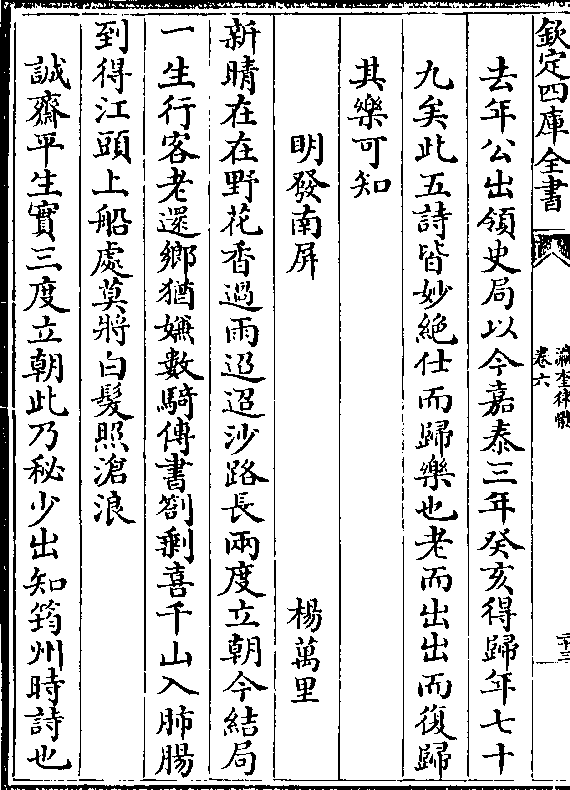 欽定四庫全書
瀛奎律髓
卷六
二十三
去年公出領史局以今嘉泰三年癸亥得歸年七十
九矣此五詩皆妙絶仕而歸樂也老而出出而復歸
其樂可知
明發南屏
楊萬里
新晴在在野花香過雨迢迢沙路長兩度立朝今結局
一生行客老還鄉猶嫌數騎傳書劄剰喜千山入肺腸
到得江頭上船處莫將白髮照滄浪
誠齋平生實三度立朝此乃秘少出知筠州時詩也